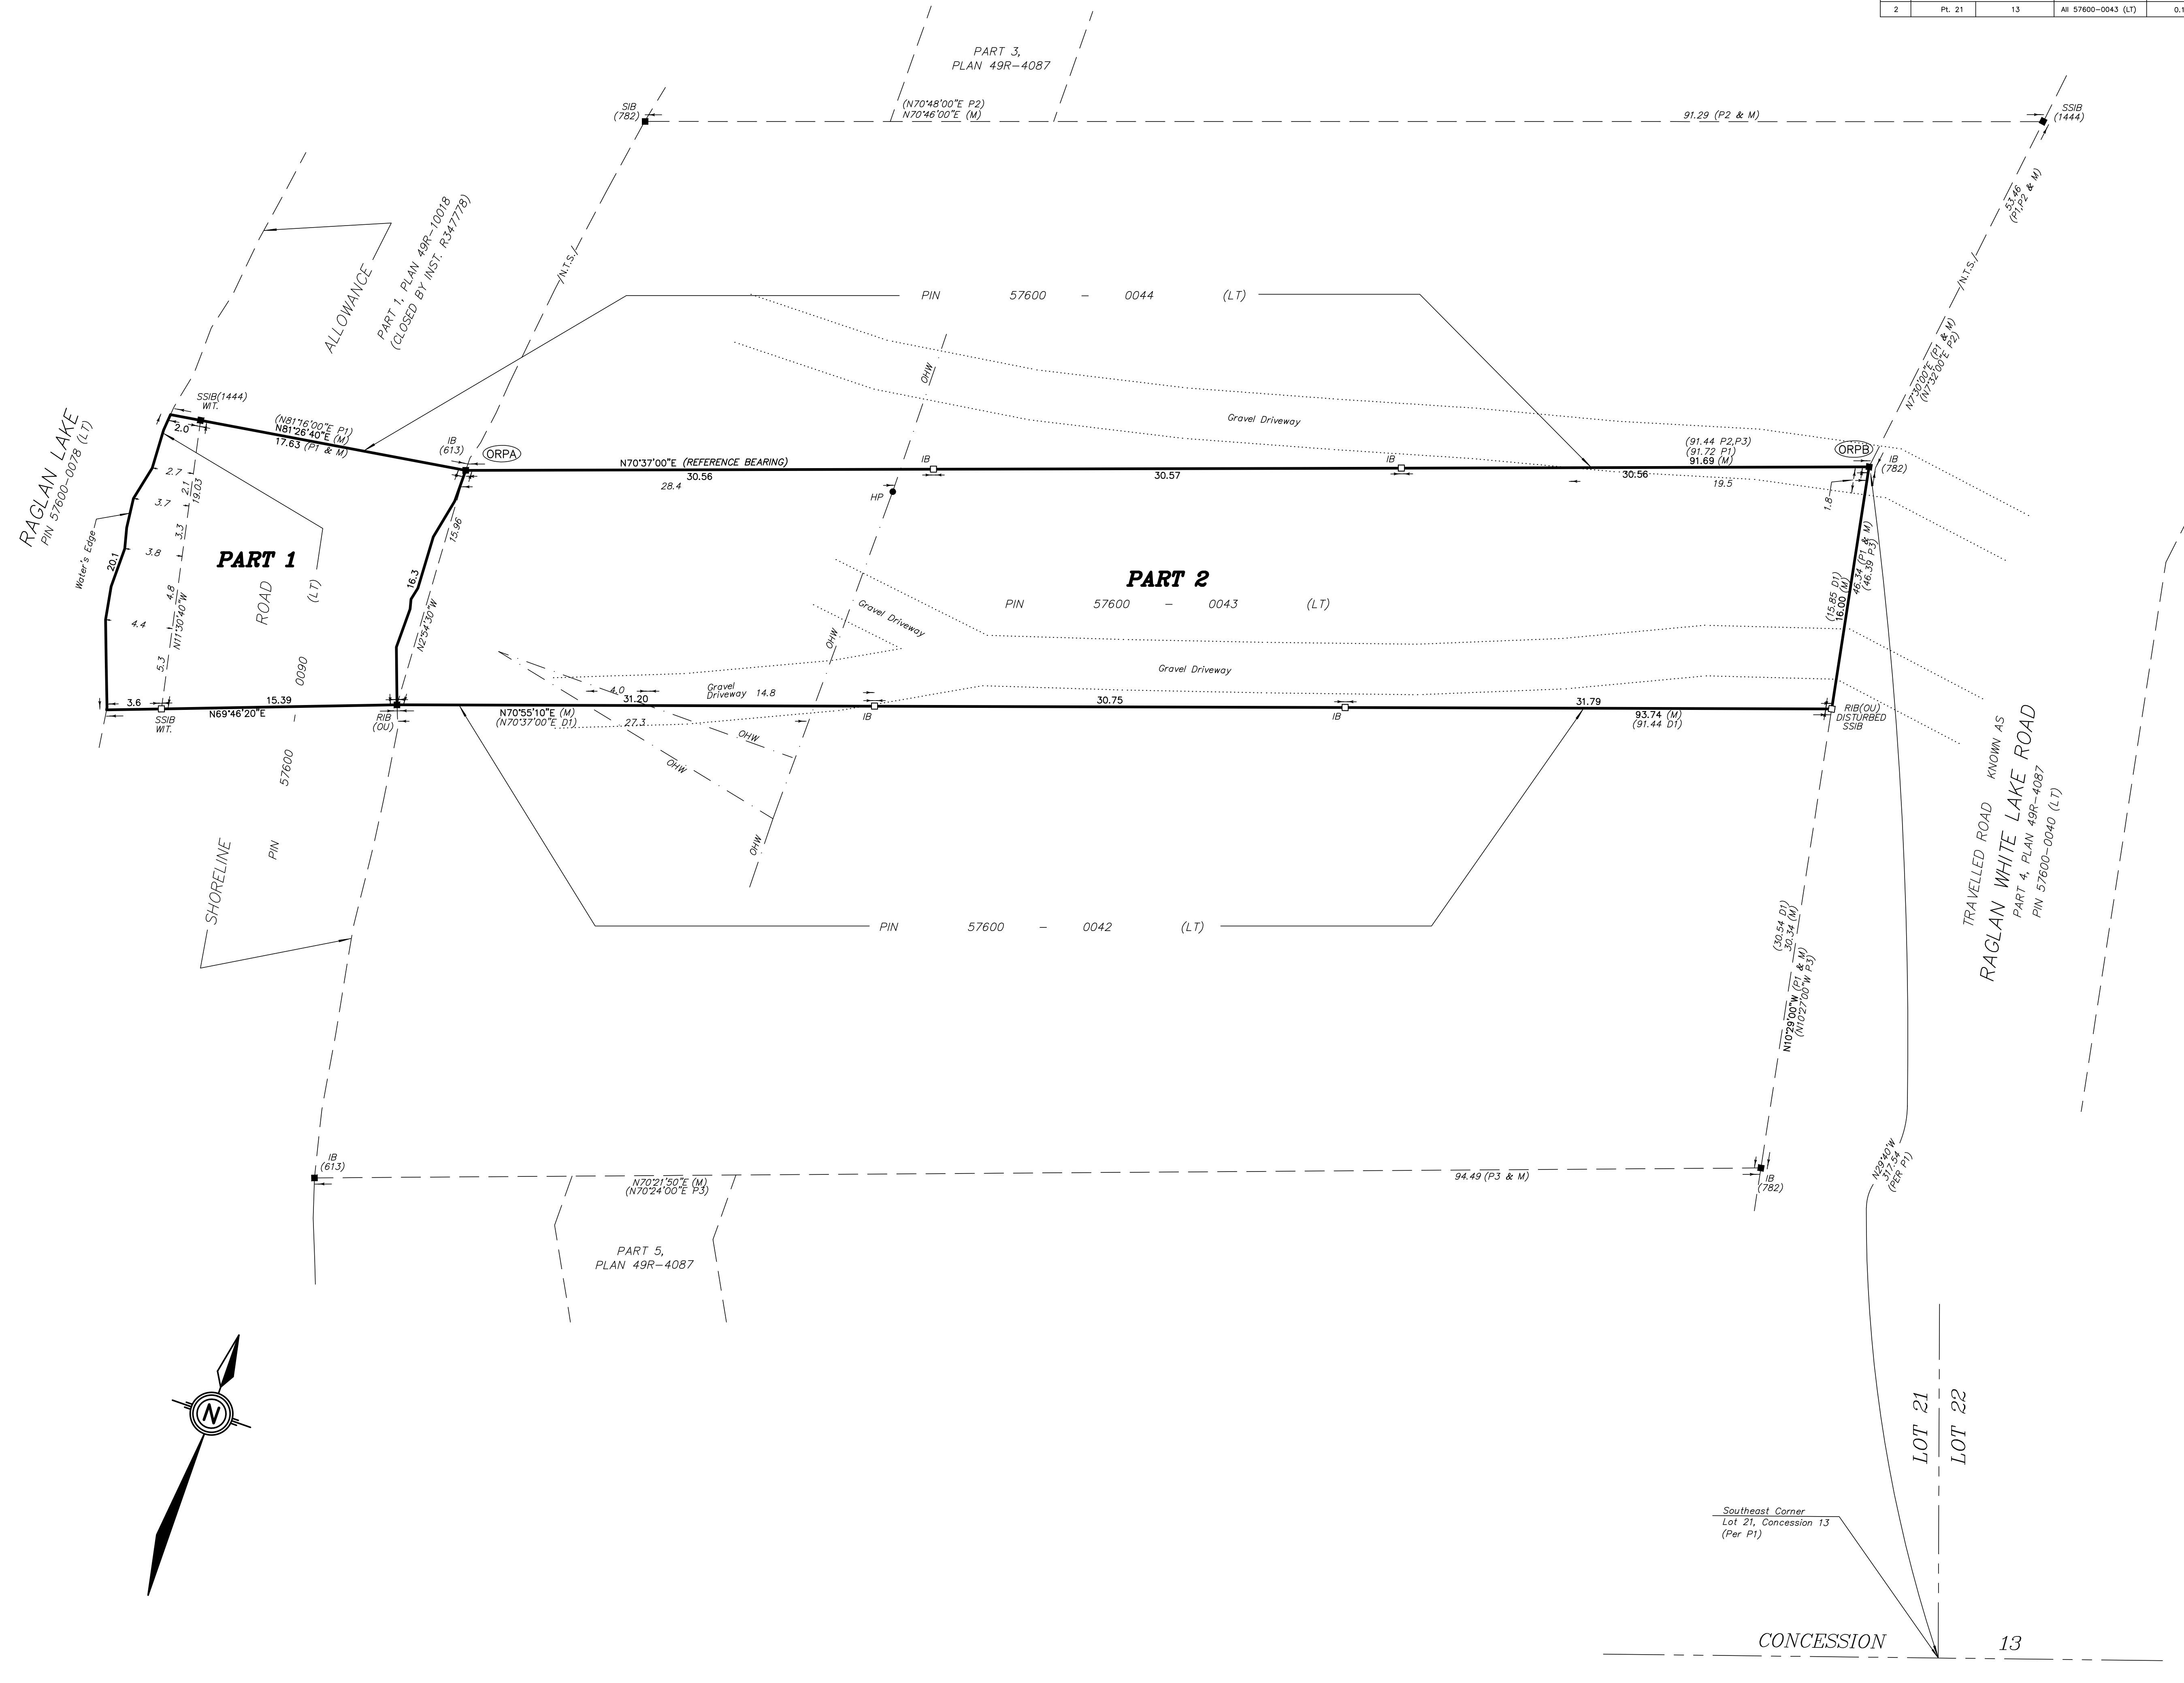 2 Pt. 21 13 All 57600-0043 (LT) 0.1
PART 3,
PLAN 49R-4087
SIB
(782)
(N70°48'00"E P2)
N70°46'00"E (M)
91.29 (P2 & M)
SSIB
(1444)
53.46
(P1,P2 & M)
/N.T.S./
N7°30'00"E (P1 & M)
(N7°32'00"E P2)
ALLOWANCE
PART 1, PLAN 49R-10018
(CLOSED BY INST. R347778)
/N.T.S./
PIN 57600 - 0044 (LT)
RAGLAN LAKE
PIN 57600-0078 (LT)
SSIB(1444)
WIT.
(N81°16'00"E P1)
N81°26'40"E (M)
17.63 (P1 & M)
2.0
IB
(613)
ORPA
N70°37'00"E (REFERENCE BEARING)
30.56
28.4
HP
OHW
IB
30.57
IB
Gravel Driveway
(91.44 P2,P3)
(91.72 P1)
91.69 (M)
30.56
19.5
ORPB
IB
(782)
1.8
2.7
2.1
19.03
3.7
3.3
3.8
4.8
N11°30'40"W
4.4
5.3
20.1
Water's Edge
PART 1
ROAD
(LT)
0090
-
57600
PIN
15.96
16.3
N2°54'30"W
PART 2
PIN 57600 - 0043 (LT)
Gravel Driveway
OHW
Gravel Driveway
(15.85 D1)
16.00 (M)
46.34 (P1 & M)
(46.39 P3)
3.6
SSIB
WIT.
15.39
N69°46'20"E
RIB
(OU)
4.0
31.20
Gravel
Driveway 14.8
N70°55'10"E (M)
(N70°37'00"E D1)
27.3
OHW
OHW
OHW
IB
30.75
IB
31.79
93.74 (M)
(91.44 D1)
RIB(OU)
DISTURBED
SSIB
SHORELINE
PIN 57600 - 0042 (LT)
(30.54 D1)
30.34 (M)
N10°29'00"W (P1 & M)
(N10°27'00"W P3)
TRAVELLED ROAD KNOWN AS
RAGLAN WHITE LAKE ROAD
PART 4, PLAN 49R-4087
PIN 57600-0040 (LT)
IB
(613)
N70°21'50"E (M)
(N70°24'00"E P3)
94.49 (P3 & M)
IB
(782)
N29°40"W
317.54
(PER P1)
PART 5,
PLAN 49R-4087
N
LOT 21
LOT 22
Southeast Corner
Lot 21, Concession 13
(Per P1)
CONCESSION 13